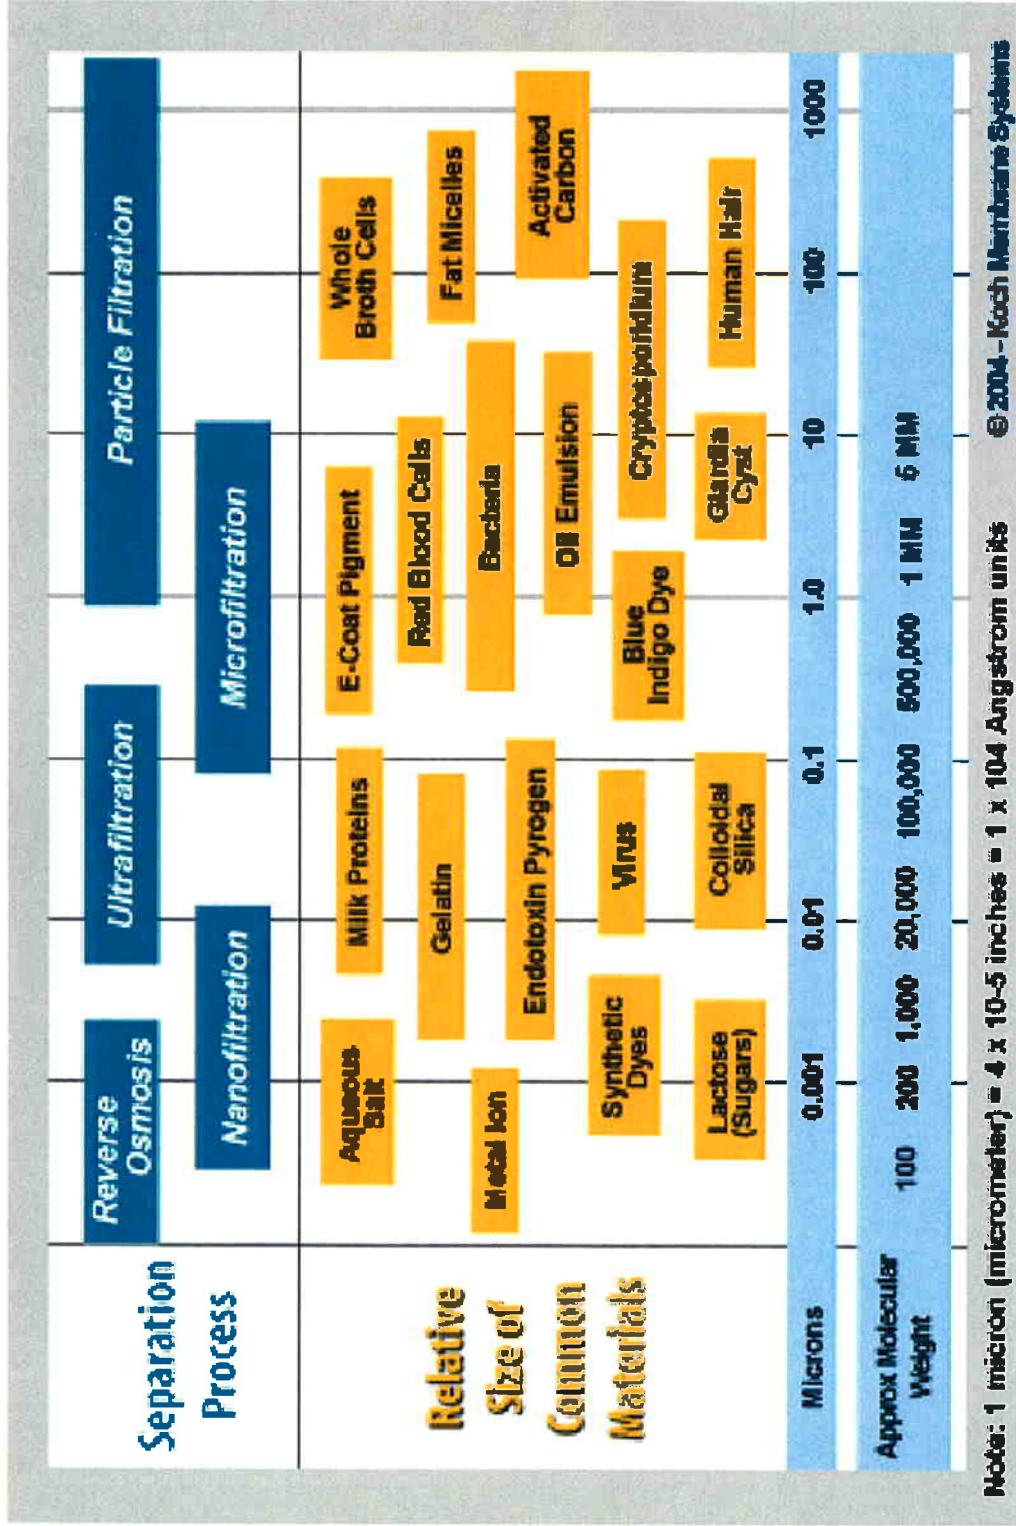 Separation
Process
Reverse
Osmosis
Ultrafiltration
Particle Filtration
Nanofiltration
Microfiltration
Relative
Size of
Common
Materials
Aqueous
Salt
Milk Proteins
E-Coat Pigment
Whole
Broth Cells
Gelatin
Red Blood Cells
Fat Micelles
Metal Ion
Bacteria
Endotoxin Pyrogen
Oil Emulsion
Activated
Carbon
Synthetic
Dyes
Virus
Blue
Indigo Dye
Cryptosporidium
Lactose
(Sugars)
Colloidal
Silica
Giardia
Cyst
Human Hair
Microns 0.001 0.01 0.1 1.0 10 100 1000
Approx Molecular
Weight
100 200 1,000 20,000 100,000 500,000 1 MM 5 MM
Note: 1 micron (micrometer) = 4 x 10-5 inches = 1 x 104 Angstrom units © 2004 - Koch Membrane Systems